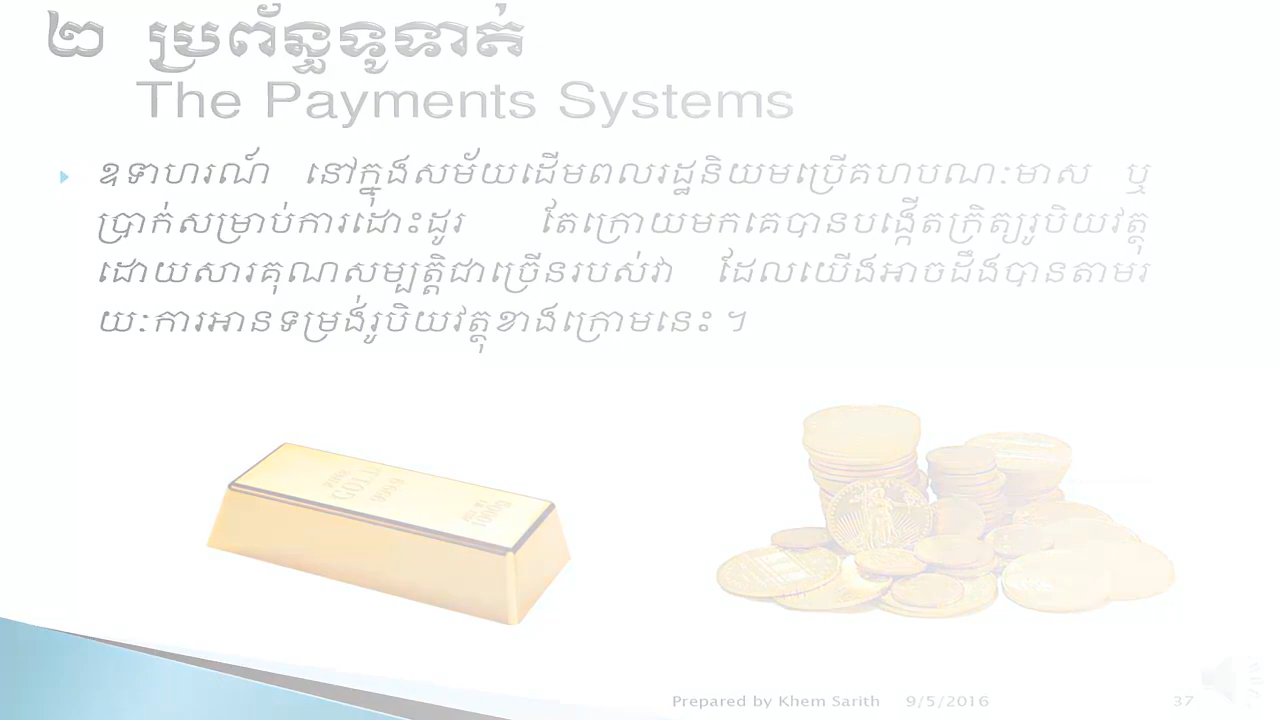 ២ ប្រព័ន្ធទូទាត់
The Payments Systems
ឧទាហរណ៍ នៅក្នុងសម័យដើមពលរដ្ឋនិយមប្រើគហបណៈមាស ឬ
ប្រាក់សម្រាប់ការដោះដូរ តែក្រោយមកគេបានបង្កើតក្រិត្យរូបិយវត្ថុ
ដោយសារគុណសម្បត្តិជាច្រើនរបស់វា ដែលយើងអាចដឹងបានតាមរ
យៈការអានទម្រង់រូបិយវត្ថុខាងក្រោមនេះ ។
GOLD
1000g
Prepared by Khem Sarith 9/5/2016 37